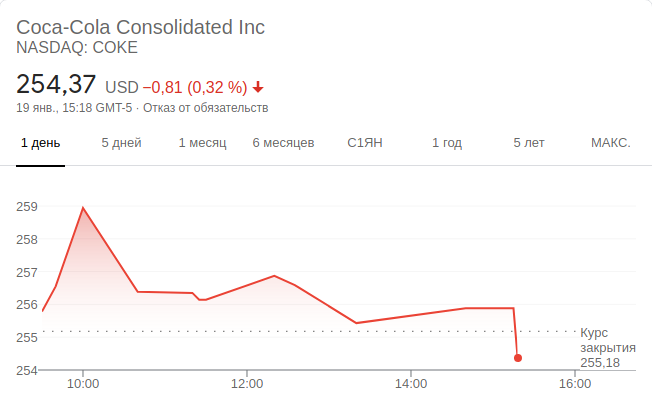 Coca-Cola Consolidated Inc
NASDAQ: COKE
254,37 USD −0,81 (0,32 %)
19 янв., 15:18 GMT-5 · Отказ от обязательств
1 день 5 дней 1 месяц 6 месяцев С1ЯН 1 год 5 лет МАКС.
259
258
257
256
255
254
Курс
закрытия
255,18
10:00 12:00 14:00 16:00